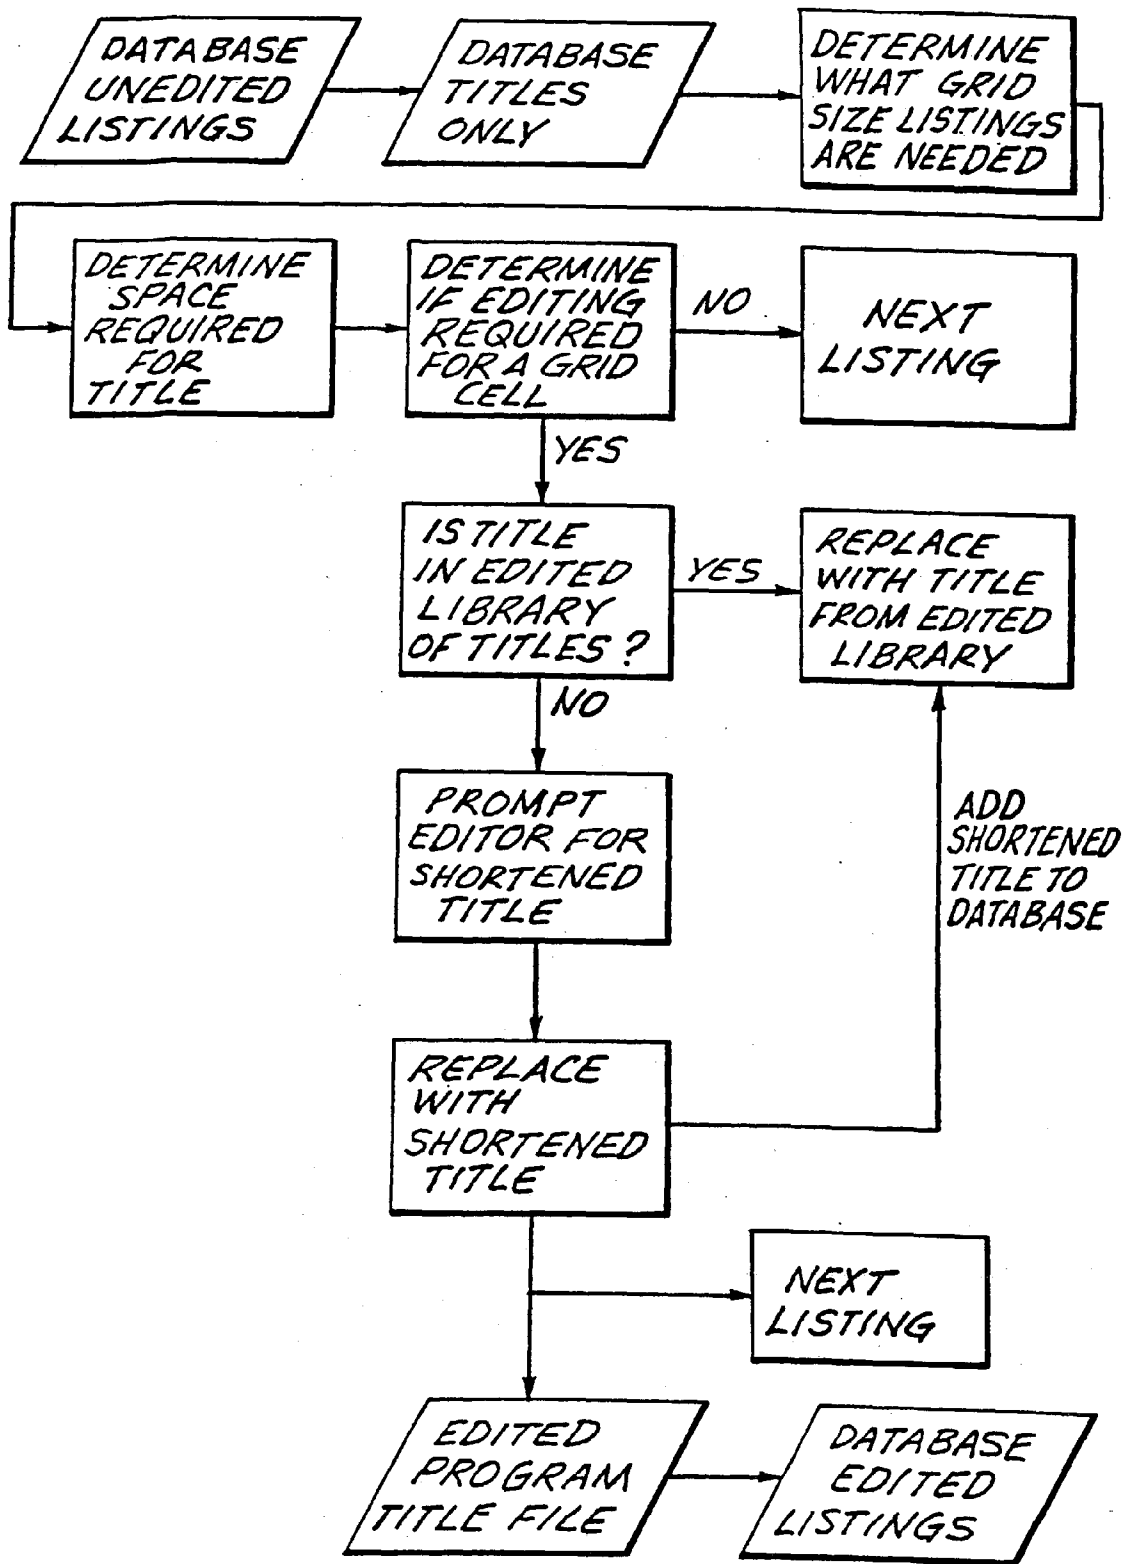 DATABASE
UNEDITED
LISTINGS
DATABASE
TITLES
ONLY
DETERMINE
WHAT GRID
SIZE LISTINGS
ARE NEEDED
DETERMINE
SPACE
REQUIRED
FOR
TITLE
DETERMINE
IF EDITING
REQUIRED
FOR A GRID
CELL
NO
NEXT
LISTING
YES
IS TITLE
IN EDITED
LIBRARY
OF TITLES?
YES
REPLACE
WITH TITLE
FROM EDITED
LIBRARY
NO
PROMPT
EDITOR FOR
SHORTENED
TITLE
ADD
SHORTENED
TITLE TO
DATABASE
REPLACE
WITH
SHORTENED
TITLE
NEXT
LISTING
EDITED
PROGRAM
TITLE FILE
DATABASE
EDITED
LISTINGS